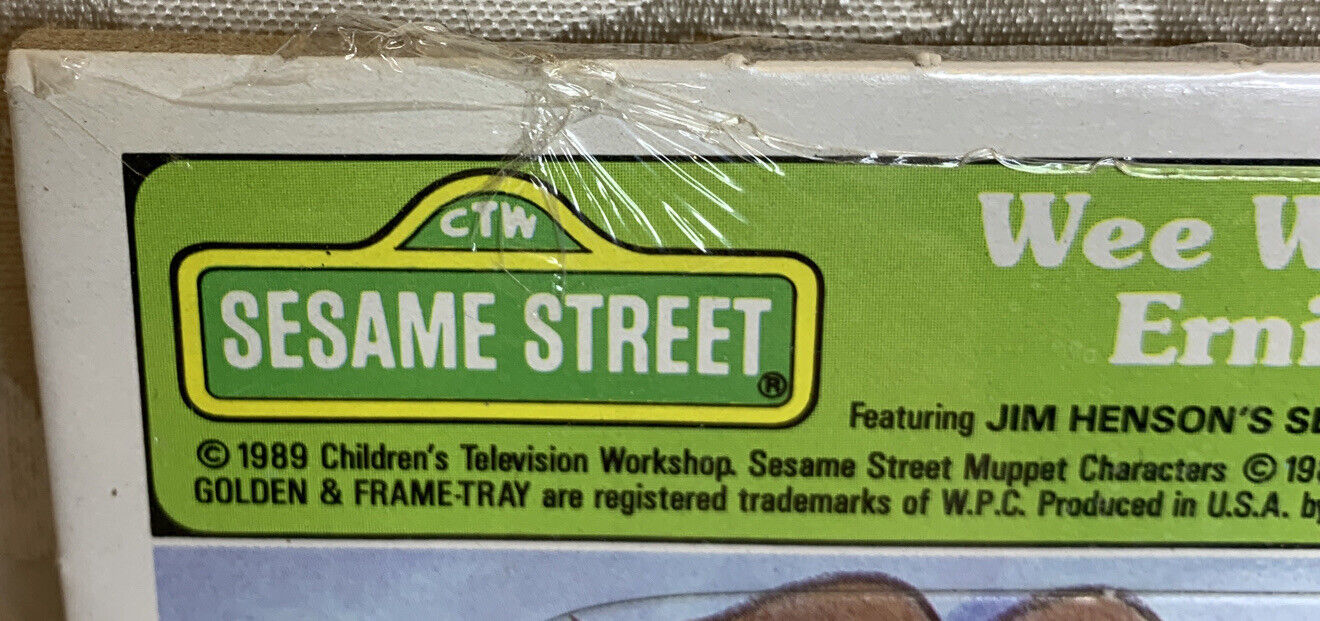 CTW
SESAME STREET®
Wee
Erni
Featuring JIM HENSON'S
© 1989 Children's Television Workshop. Sesame Street Muppet Characters ©
GOLDEN & FRAME-TRAY are registered trademarks of W.P.C. Produced in U.S.A.